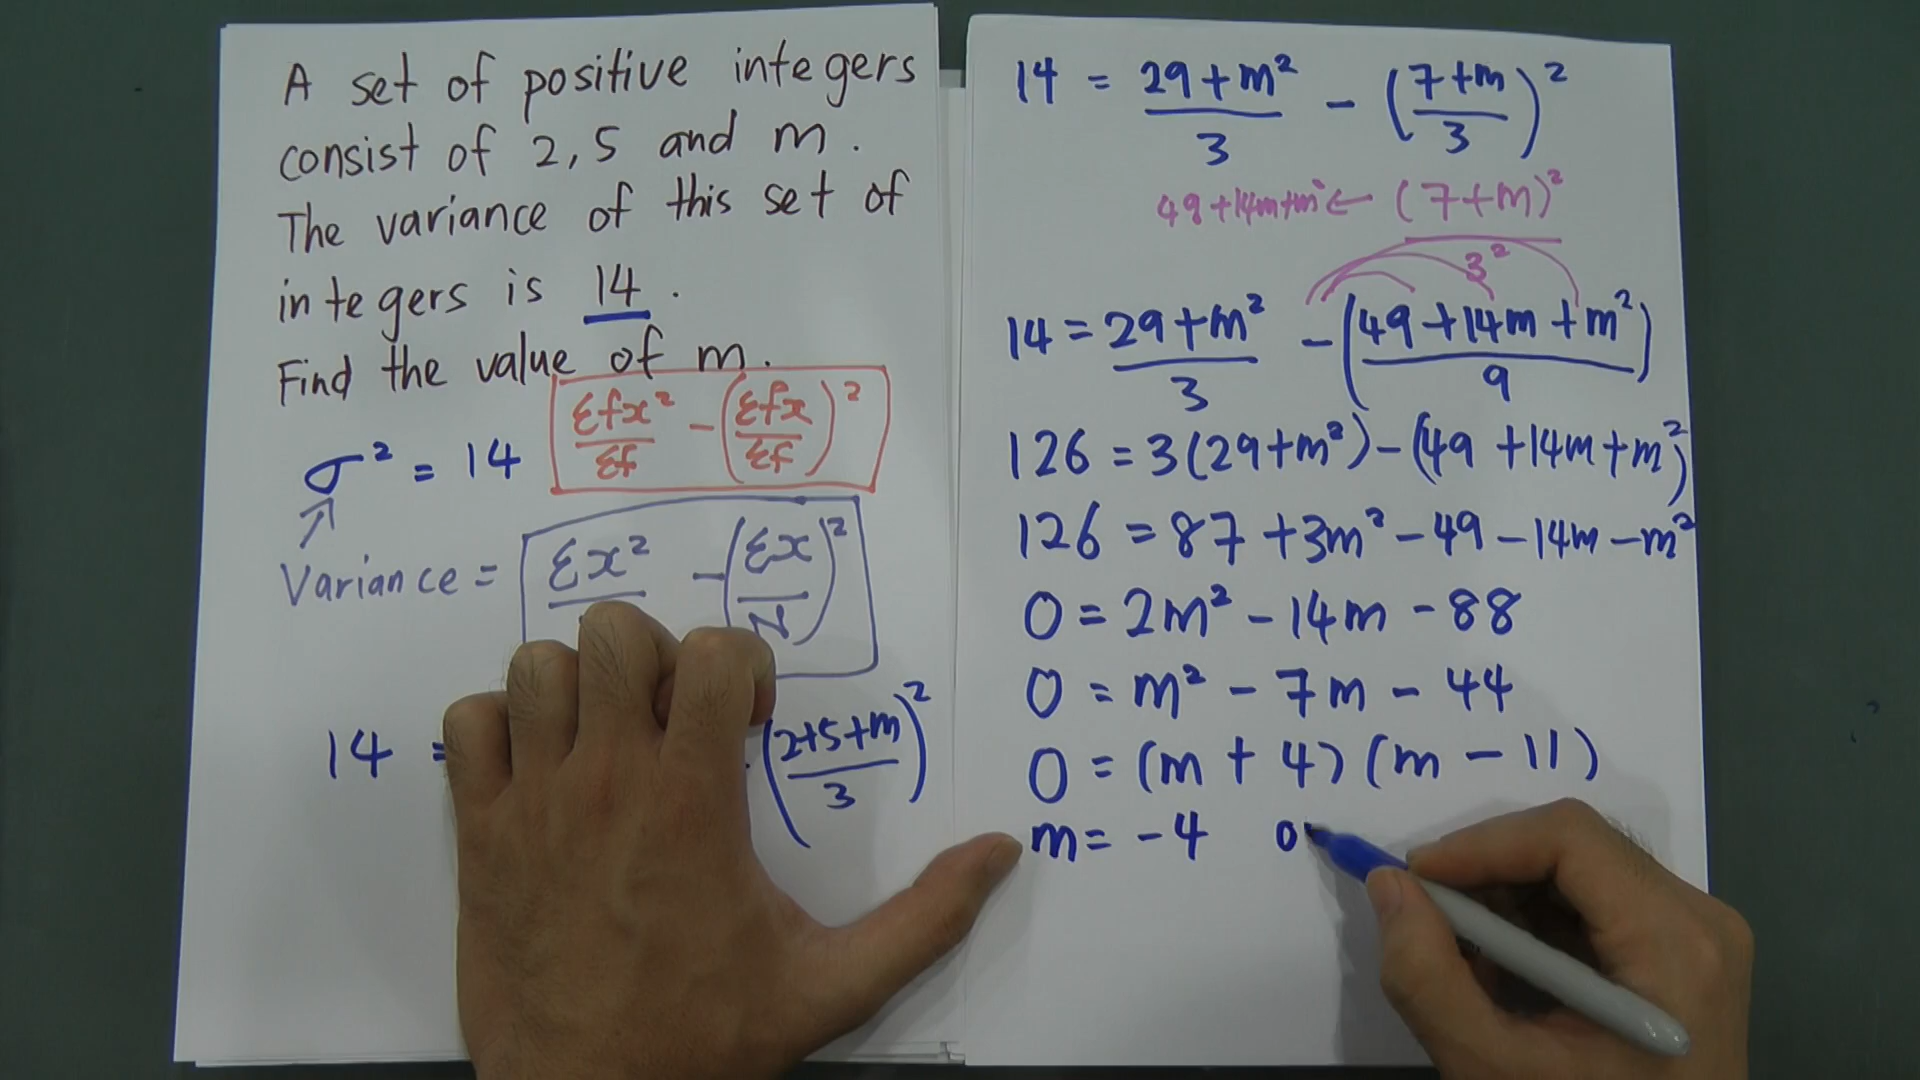 A set of positive integers
consist of 2, 5 and m.
The variance of this set of
integers is 14.
Find the value of m.
σ² = 14
Σfx²/Σf - (Σfx/Σf)²
Variance = Σx² - (Σx/N)²
14 = (2+5+m/3)²
14 = 29+m²/3 - (7+m/3)²
49+14m+m² ← (7+m)²/3²
14 = 29+m²/3 - (49+14m+m²/9)
126 = 3(29+m²) - (49+14m+m²)
126 = 87+3m²-49-14m-m²
0 = 2m² - 14m - 88
0 = m² - 7m - 44
0 = (m + 4)(m - 11)
m = -4